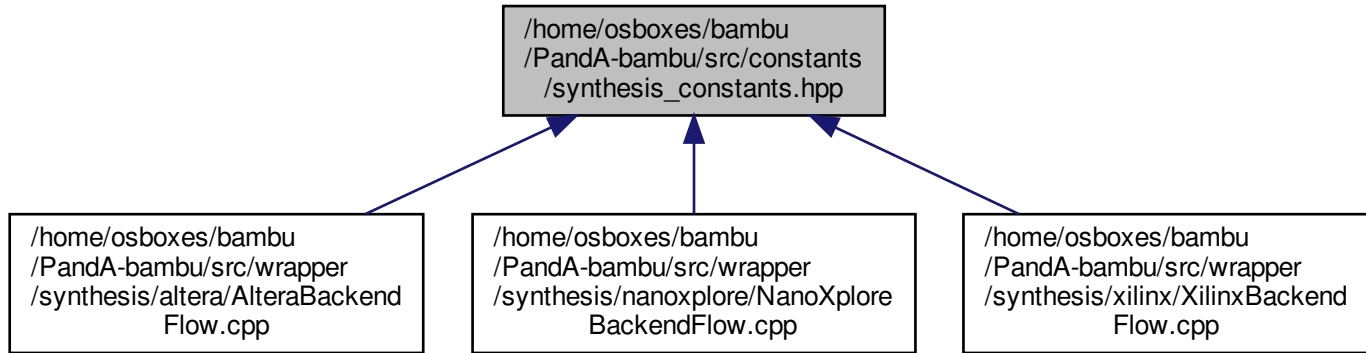 /home/osboxes/bambu
/PandA-bambu/src/constants
/synthesis_constants.hpp
/home/osboxes/bambu
/PandA-bambu/src/wrapper
/synthesis/altera/AlteraBackend
Flow.cpp
/home/osboxes/bambu
/PandA-bambu/src/wrapper
/synthesis/nanoxplore/NanoXplore
BackendFlow.cpp
/home/osboxes/bambu
/PandA-bambu/src/wrapper
/synthesis/xilinx/XilinxBackend
Flow.cpp